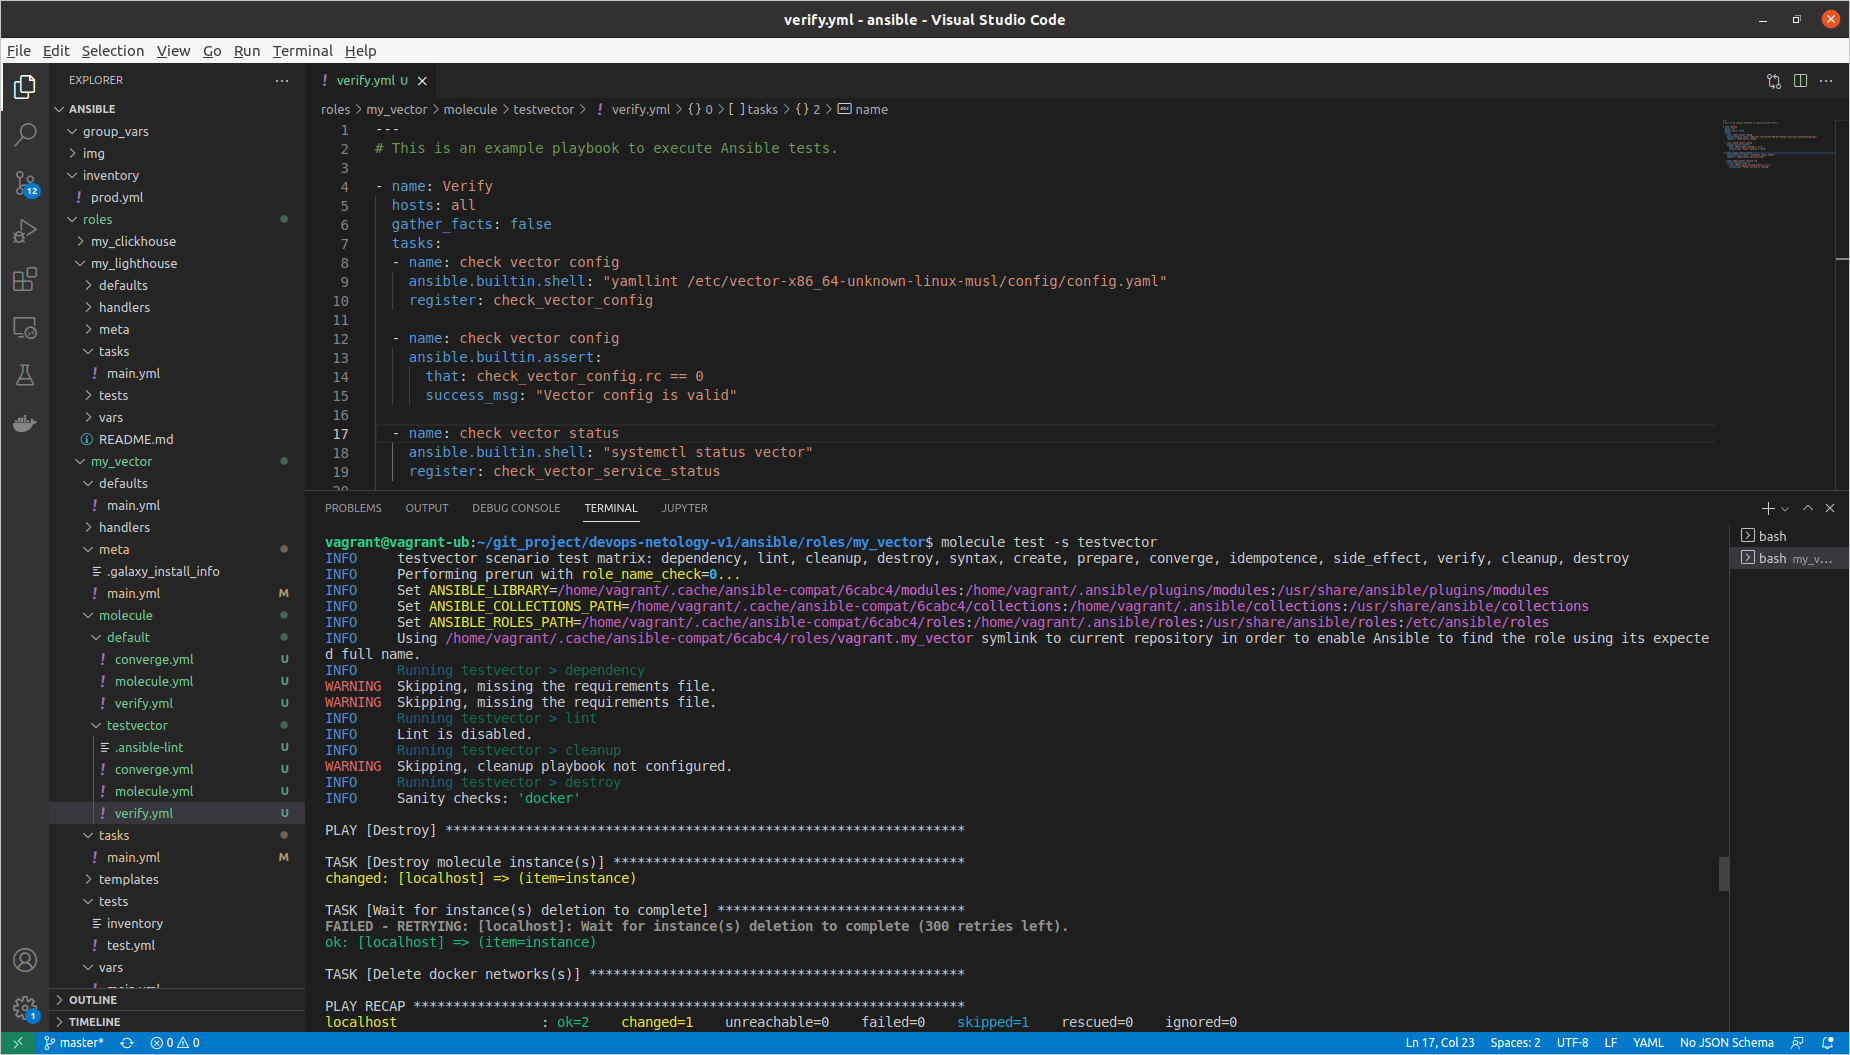 verify.yml - ansible - Visual Studio Code
File Edit Selection View Go Run Terminal Help
EXPLORER
ANSIBLE
group_vars
img
inventory
! prod.yml
roles
my_clickhouse
my_lighthouse
defaults
handlers
meta
tasks
! main.yml
tests
vars
README.md
my_vector
defaults
! main.yml
handlers
meta
.galaxy_install_info
! main.yml M
molecule
default
! converge.yml U
! molecule.yml U
! verify.yml U
testvector
.ansible-lint U
! converge.yml U
! molecule.yml U
! verify.yml U
tasks
! main.yml M
templates
tests
inventory
! test.yml
vars
! main.yml
OUTLINE
TIMELINE
12
1
! verify.yml U
roles > my_vector > molecule > testvector > ! verify.yml > {} 0 > [ ] tasks > {} 2 > abc name
1 ---
2 # This is an example playbook to execute Ansible tests.
3
4 - name: Verify
5 hosts: all
6 gather_facts: false
7 tasks:
8 - name: check vector config
9 ansible.builtin.shell: "yamllint /etc/vector-x86_64-unknown-linux-musl/config/config.yaml"
10 register: check_vector_config
11
12 - name: check vector config
13 ansible.builtin.assert:
14 that: check_vector_config.rc == 0
15 success_msg: "Vector config is valid"
16
17 - name: check vector status
18 ansible.builtin.shell: "systemctl status vector"
19 register: check_vector_service_status
20
PROBLEMS OUTPUT DEBUG CONSOLE TERMINAL JUPYTER
vagrant@vagrant-ub:~/git_project/devops-netology-v1/ansible/roles/my_vector$ molecule test -s testvector
INFO testvector scenario test matrix: dependency, lint, cleanup, destroy, syntax, create, prepare, converge, idempotence, side_effect, verify, cleanup, destroy
INFO Performing prerun with role_name_check=0...
INFO Set ANSIBLE_LIBRARY=/home/vagrant/.cache/ansible-compat/6cabc4/modules:/home/vagrant/.ansible/plugins/modules:/usr/share/ansible/plugins/modules
INFO Set ANSIBLE_COLLECTIONS_PATH=/home/vagrant/.cache/ansible-compat/6cabc4/collections:/home/vagrant/.ansible/collections:/usr/share/ansible/collections
INFO Set ANSIBLE_ROLES_PATH=/home/vagrant/.cache/ansible-compat/6cabc4/roles:/home/vagrant/.ansible/roles:/usr/share/ansible/roles:/etc/ansible/roles
INFO Using /home/vagrant/.cache/ansible-compat/6cabc4/roles/vagrant.my_vector symlink to current repository in order to enable Ansible to find the role using its expecte
d full name.
INFO Running testvector > dependency
WARNING Skipping, missing the requirements file.
WARNING Skipping, missing the requirements file.
INFO Running testvector > lint
INFO Lint is disabled.
INFO Running testvector > cleanup
WARNING Skipping, cleanup playbook not configured.
INFO Running testvector > destroy
INFO Sanity checks: 'docker'
PLAY [Destroy] *****************************************************************
TASK [Destroy molecule instance(s)] ********************************************
changed: [localhost] => (item=instance)
TASK [Wait for instance(s) deletion to complete] *******************************
FAILED - RETRYING: [localhost]: Wait for instance(s) deletion to complete (300 retries left).
ok: [localhost] => (item=instance)
TASK [Delete docker networks(s)] ***********************************************
PLAY RECAP *********************************************************************
localhost : ok=2 changed=1 unreachable=0 failed=0 skipped=1 rescued=0 ignored=0
bash
bash my_v...
master* 0 0 Ln 17, Col 23 Spaces: 2 UTF-8 LF YAML No JSON Schema